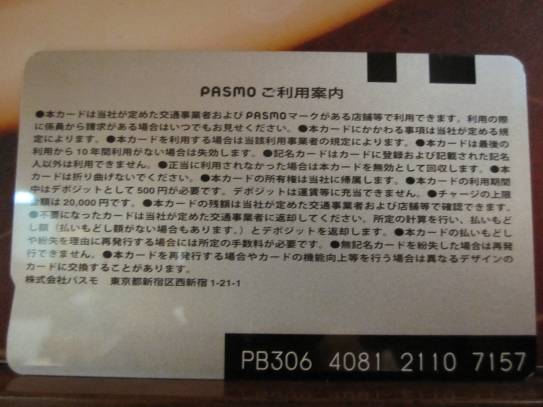 PASMO ご利用案内
●本カードは当社が定めた交通事業者およびPASMOマークがある店舗等で利用できます。利用の際
に係員から請求がある場合はいつでもお見せください。●本カードにかかわる事項は当社が定める規
定によります。●本カードを利用する場合は当該利用事業者の規定によります。●本カードは最後の
利用から10年間利用がない場合は失効します。●記名カードはカードに登録および記載された記名
人以外は利用できません。●正当に利用されなかった場合は本カードを無効として回収します。●本
カードは折り曲げないでください。●本カードの所有権は当社に帰属します。●本カードの利用期間
中はデポジットとして500円が必要です。デポジットは運賃等に充当できません。●チャージの上限
金額は20,000円です。●本カードの残額は当社が定めた交通事業者および店舗等で確認できます。
●不要になったカードは当社が定めた交通事業者に返却してください。所定の計算を行い、払いもど
し額（払いもどし額がない場合もあります。）とデポジットを返却します。●本カードの払いもどし
や紛失を理由に再発行する場合には所定の手数料が必要です。●無記名カードを紛失した場合は再発
行できません。●本カードを再発行する場合やカードの機能向上等を行う場合は異なるデザインの
カードに交換することがあります。
株式会社パスモ 東京都新宿区西新宿1-21-1
PB306 4081 2110 7157